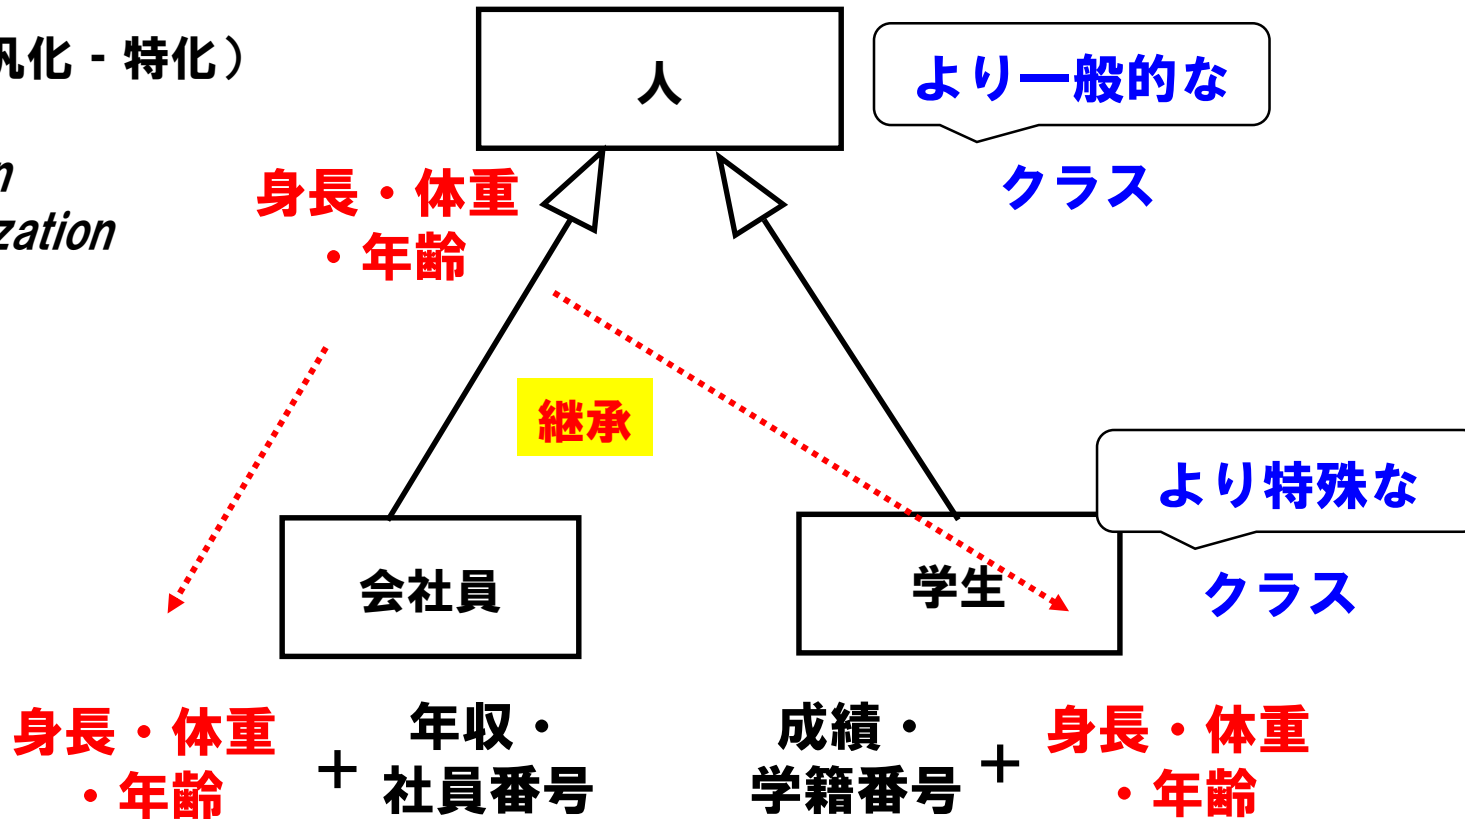 化 - 特化）
人
より一般的な
クラス
身長・体重
・年齢
継承
より特殊な
クラス
会社員
学生
身長・体重
・年齢
＋
年収・
社員番号
成績・
学籍番号
＋
身長・体重
・年齢